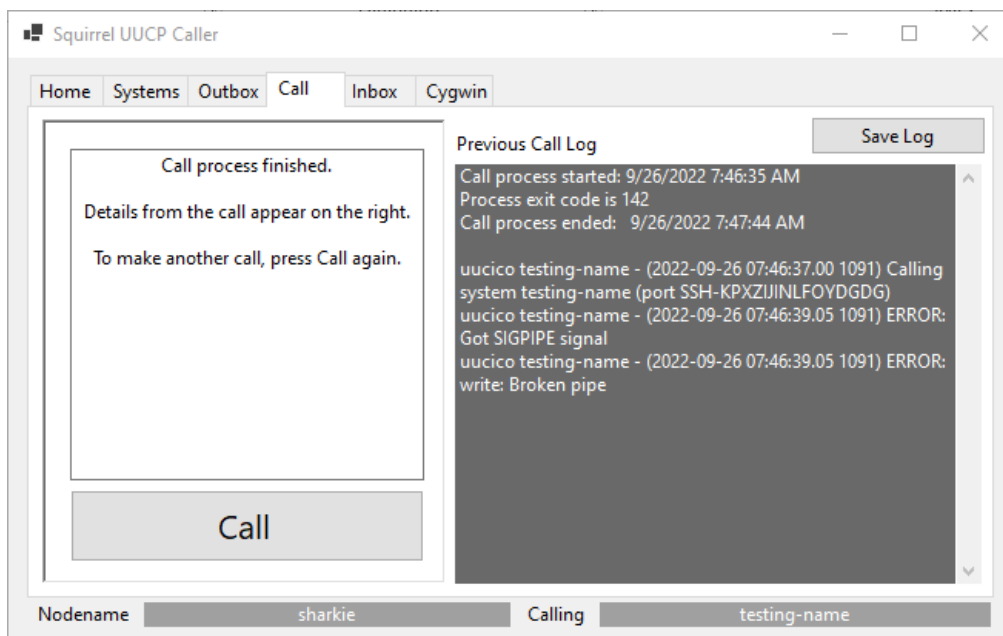 Squirrel UUCP Caller
Home Systems Outbox Call Inbox Cygwin
Call process finished.
Details from the call appear on the right.
To make another call, press Call again.
Call
Previous Call Log
Save Log
Call process started: 9/26/2022 7:46:35 AM
Process exit code is 142
Call process ended:   9/26/2022 7:47:44 AM
uucico testing-name - (2022-09-26 07:46:37.00 1091) Calling
system testing-name (port SSH-KPXZIJINLFOYDGDG)
uucico testing-name - (2022-09-26 07:46:39.05 1091) ERROR:
Got SIGPIPE signal
uucico testing-name - (2022-09-26 07:46:39.05 1091) ERROR:
write: Broken pipe
Nodename sharkie Calling testing-name